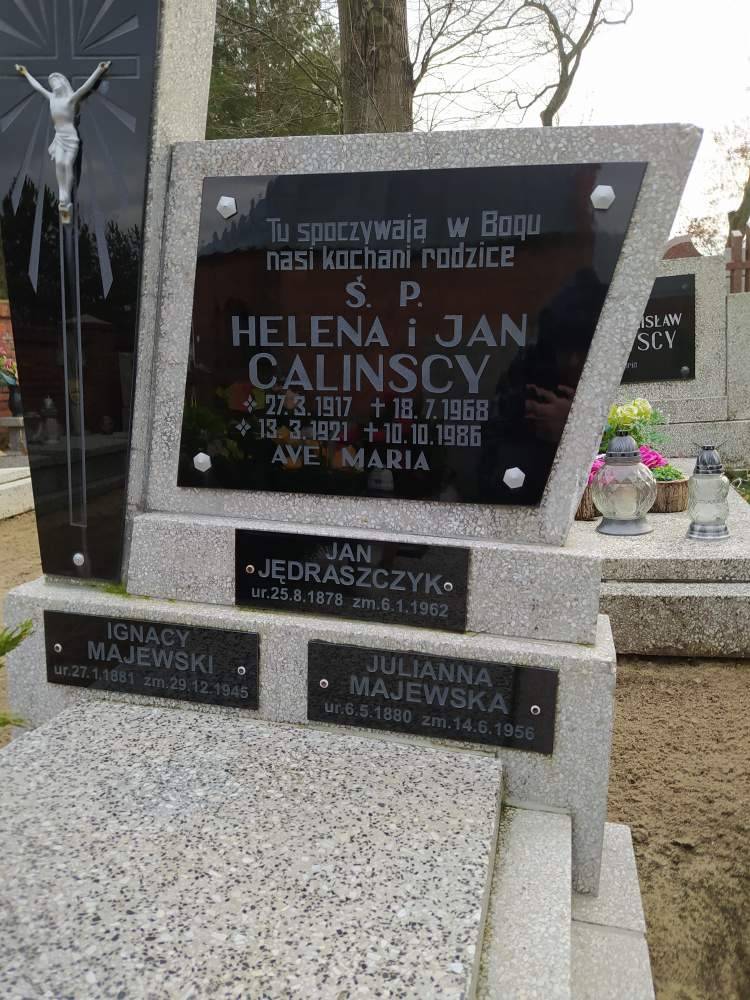 Tu spoczywają w Bogu
nasi kochani rodzice
Ś. P.
HELENA i JAN
CALINSCY
27.3.1917 + 18.7.1968
13.3.1921 + 10.10.1986
AVE MARIA
JAN
JĘDRASZCZYK
ur.25.8.1878 zm.6.1.1962
IGNACY
MAJEWSKI
ur.27.1.1881 zm.29.12.1945
JULIANNA
MAJEWSKA
ur.6.5.1880 zm.14.6.1956